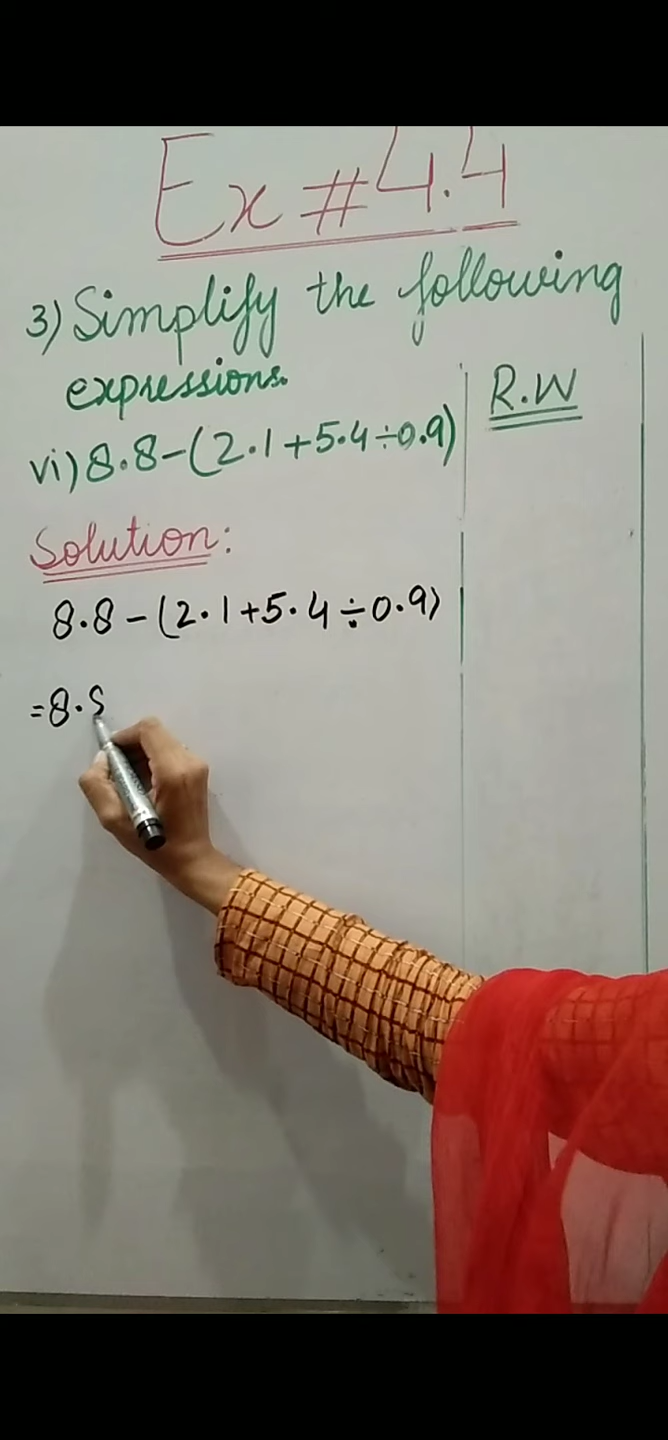 Ex #4.4
3) Simplify the following
expressions.
R.W
vi) 8.8-(2.1+5.4÷0.9)
Solution:
8.8-(2.1+5.4÷0.9)
=8.